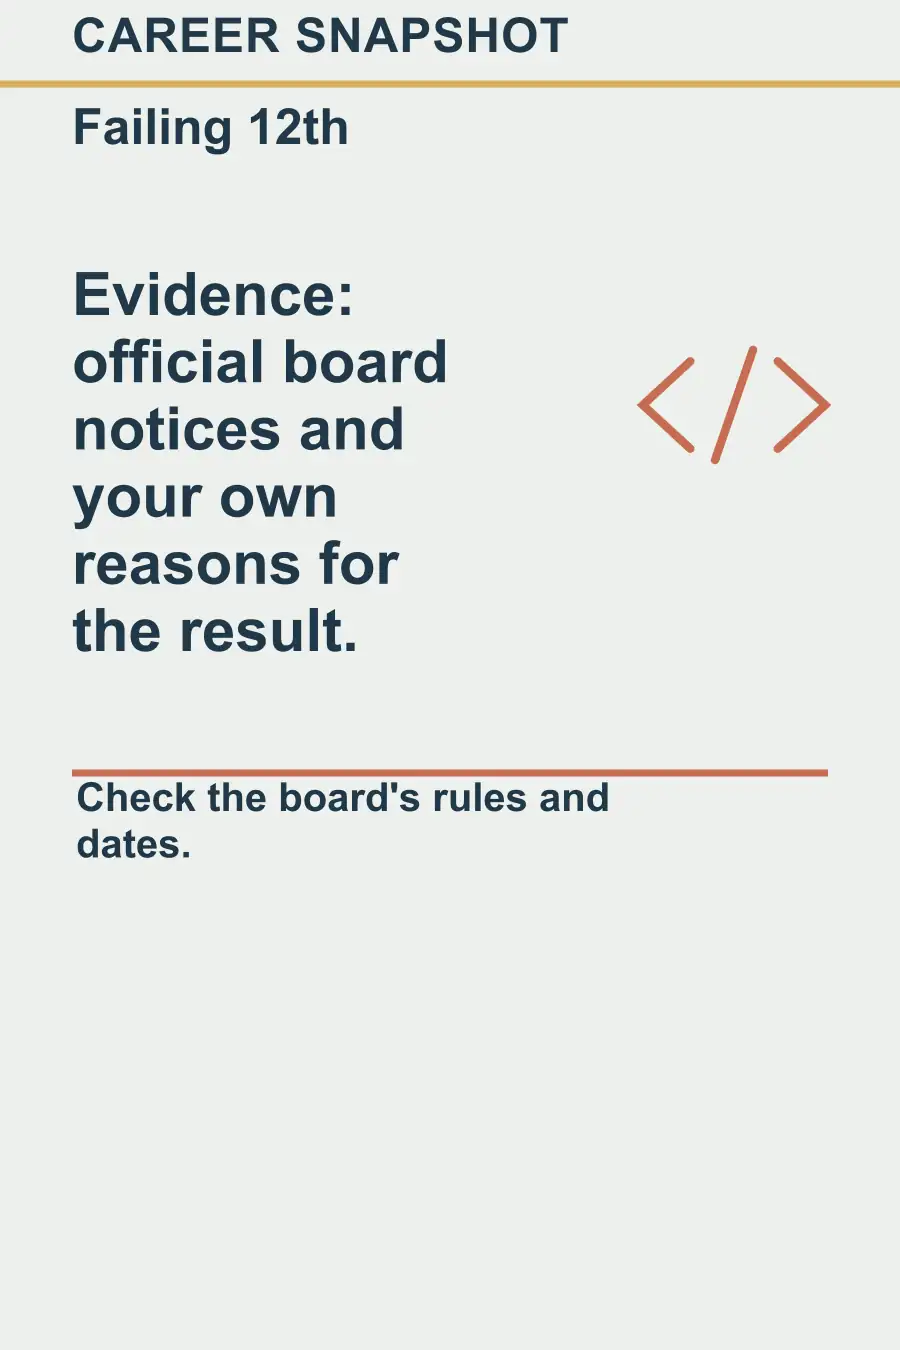 CAREER SNAPSHOT
Failing 12th
Evidence:
official board
notices and
your own
reasons for
the result.
Check the board's rules and
dates.